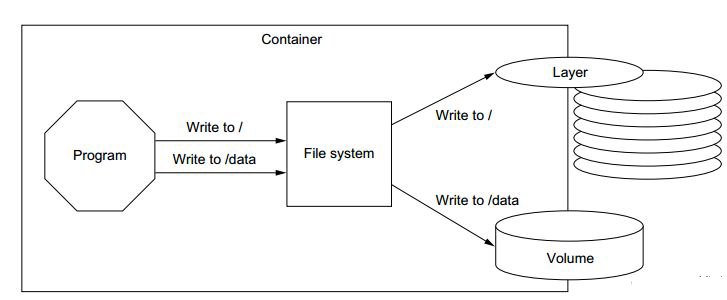 Container
Layer
Write to /
Write to /
Program
File system
Write to /data
Write to /data
Volume